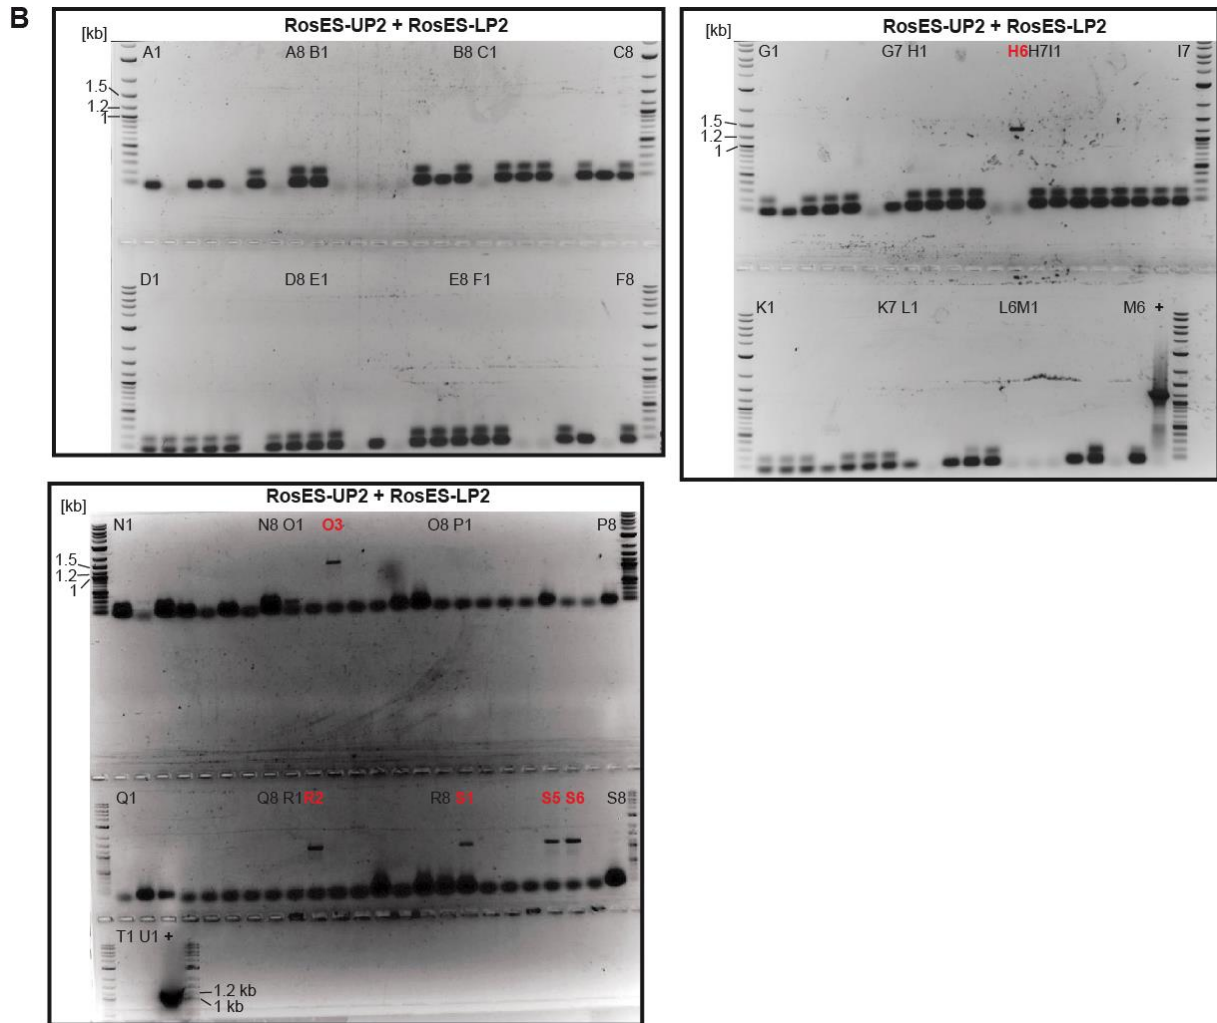 B
RosES-UP2 + RosES-LP2
[kb]
A1 A8 B1 B8 C1 C8
1.5
1.2
1
D1 D8 E1 E8 F1 F8
RosES-UP2 + RosES-LP2
[kb]
G1 G7 H1 H6 H7 I1 I7
1.5
1.2
1
K1 K7 L1 L6 M1 M6 +
RosES-UP2 + RosES-LP2
[kb]
N1 N8 O1 O3 O8 P1 P8
1.5
1.2
1
Q1 Q8 R1 R2 R8 S1 S5 S6 S8
T1 U1 +
1.2 kb
1 kb